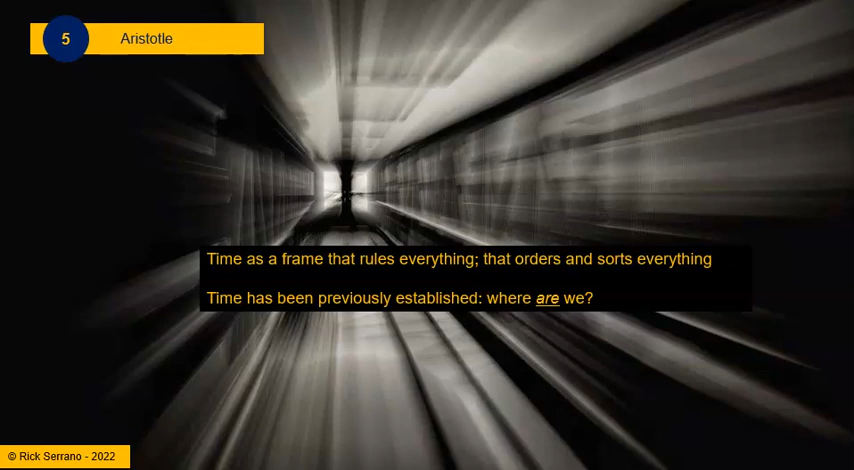 5
Aristotle
Time as a frame that rules everything; that orders and sorts everything
Time has been previously established: where are we?
© Rick Serrano - 2022